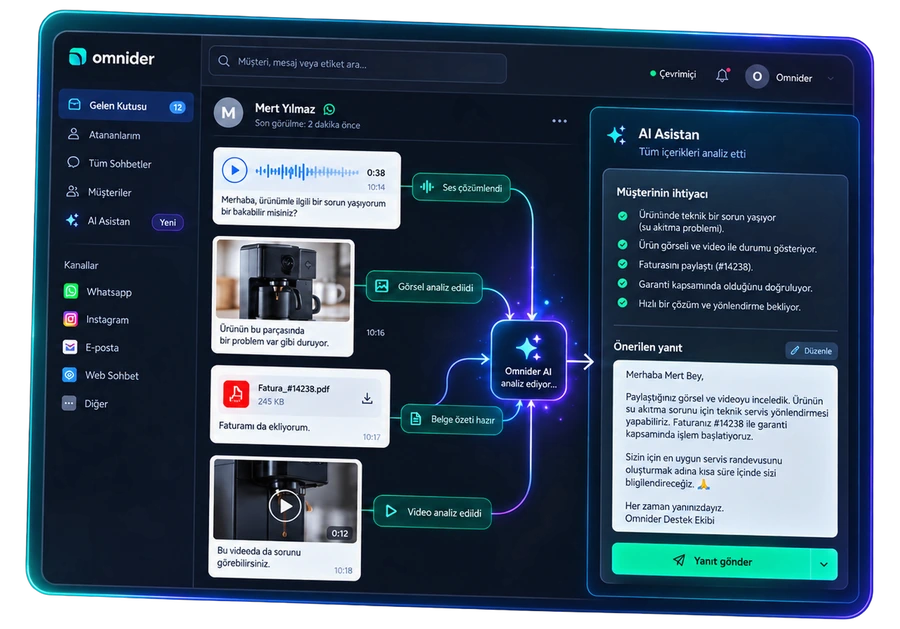 omnider
Müşteri, mesaj veya etiket ara...
Çevrimiçi
O
Omnider
Gelen Kutusu
12
Atananlarım
Tüm Sohbetler
Müşteriler
AI Asistan
Yeni
Kanallar
Whatsapp
Instagram
E-posta
Web Sohbet
Diğer
M
Mert Yılmaz
Son görülme: 2 dakika önce
0:38
10:14
Merhaba, ürünümle ilgili bir sorun yaşıyorum
bir bakabilir misiniz?
Ses çözümlendi
Ürünün bu parçasında
bir problem var gibi duruyor.
10:16
Görsel analiz edildi
Fatura_#14238.pdf
245 KB
Faturamı da ekliyorum.
10:17
Belge özeti hazır
0:12
Bu videeda da sorunu
görebilirsiniz.
10:18
Video analiz edildi
Omnider AI
analiz ediyor...
AI Asistan
Tüm içerikleri analiz etti
Müşterinin ihtiyacı
Ürününde teknik bir sorun yaşıyor
(su akıtma problemi).
Ürün görseli ve video ile durumu gösteriyor.
Faturasını paylaştı (#14238).
Garanti kapsamında olduğunu doğruluyor.
Hızlı bir çözüm ve yönlendirme bekliyor.
Önerilen yanıt
Düzenle
Merhaba Mert Bey,
Paylaştığınız görsel ve videoyu inceledik. Ürünün
su akıtma sorunu için teknik servis yönlendirmesi
yapabiliriz. Faturanız #14238 ile garanti
kapsamında işlem başlatıyoruz.
Sizin için en uygun servis randevusunu
oluşturmak adına kısa süre içinde sizi
bligilendireceğiz. 🙏
Her zaman yanınızdayız.
Omnider Destek Ekibi
Yanıt gönder